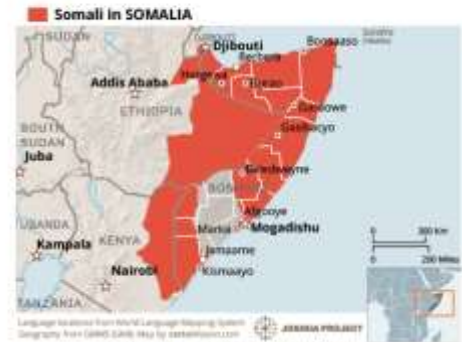 Somali in SOMALIA
SUDAN
Djibouti
Berbera
Boosaaso
Addis Ababa
Hargeysa
Burao
ETHIOPIA
Garoowe
Gaalkacyo
SOUTH
SUDAN
Juba
Beledweyne
Afgooye
UGANDA
Marka
Mogadishu
Kampala
KENYA
Jamaame
Nairobi
Kismaayo
300 Km
200 Miles
TANZANIA
Language locations from World Language Mapping System
JOSHUA PROJECT